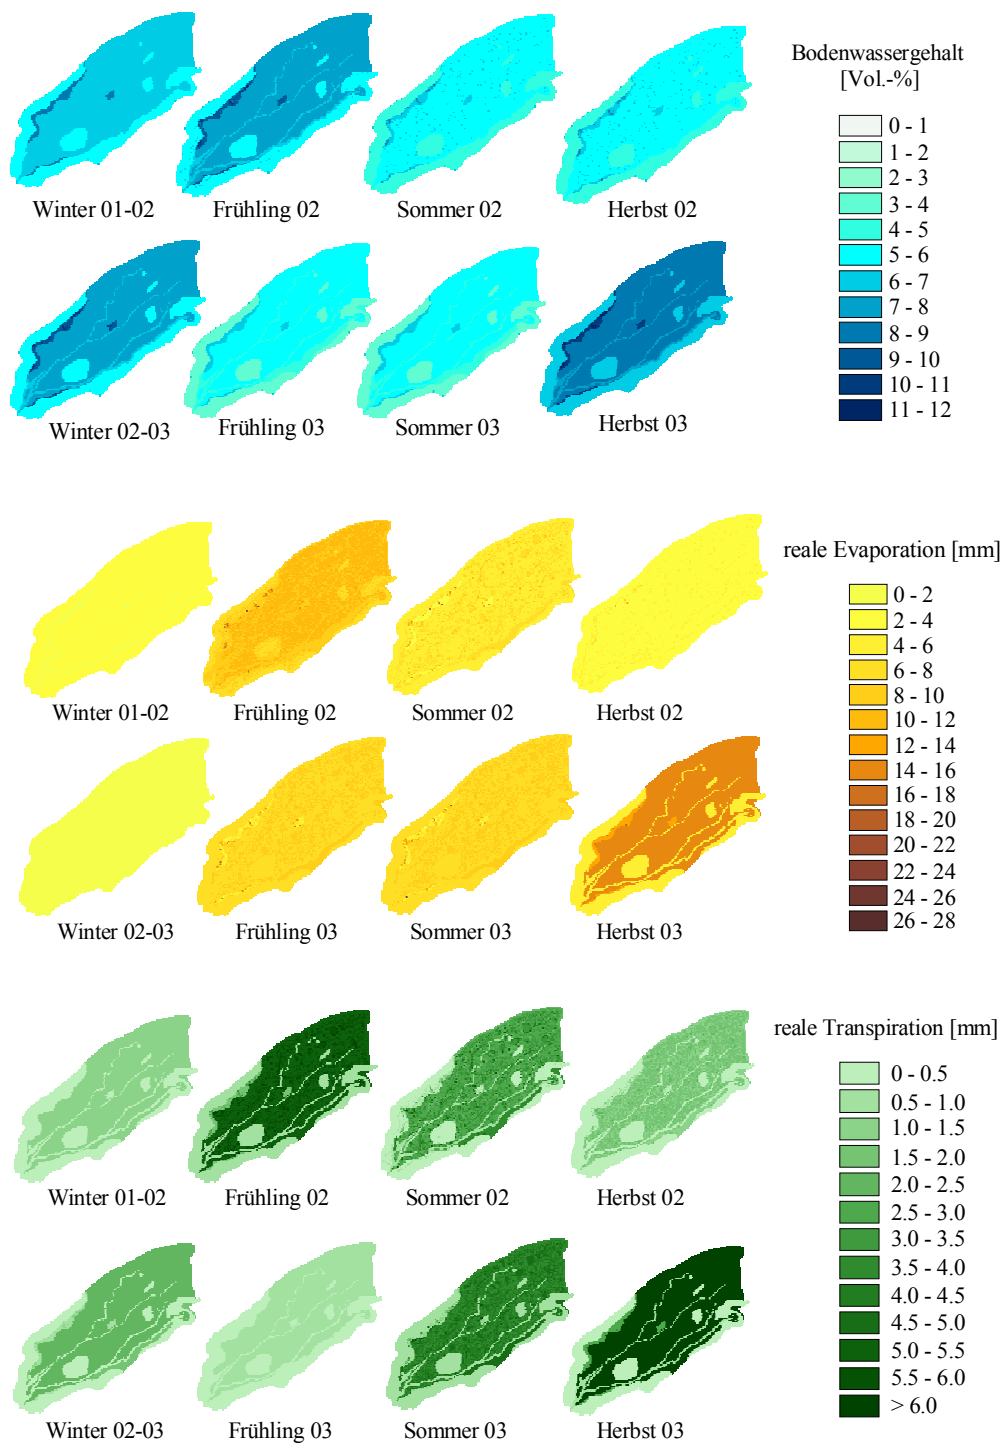 Bodenwassergehalt
[Vol.-%]
0 - 1
1 - 2
2 - 3
3 - 4
4 - 5
5 - 6
6 - 7
7 - 8
8 - 9
9 - 10
10 - 11
11 - 12
Winter 01-02
Frühling 02
Sommer 02
Herbst 02
Winter 02-03
Frühling 03
Sommer 03
Herbst 03
reale Evaporation [mm]
0 - 2
2 - 4
4 - 6
6 - 8
8 - 10
10 - 12
12 - 14
14 - 16
16 - 18
18 - 20
20 - 22
22 - 24
24 - 26
26 - 28
Winter 01-02
Frühling 02
Sommer 02
Herbst 02
Winter 02-03
Frühling 03
Sommer 03
Herbst 03
reale Transpiration [mm]
0 - 0.5
0.5 - 1.0
1.0 - 1.5
1.5 - 2.0
2.0 - 2.5
2.5 - 3.0
3.0 - 3.5
3.5 - 4.0
4.0 - 4.5
4.5 - 5.0
5.0 - 5.5
5.5 - 6.0
> 6.0
Winter 01-02
Frühling 02
Sommer 02
Herbst 02
Winter 02-03
Frühling 03
Sommer 03
Herbst 03